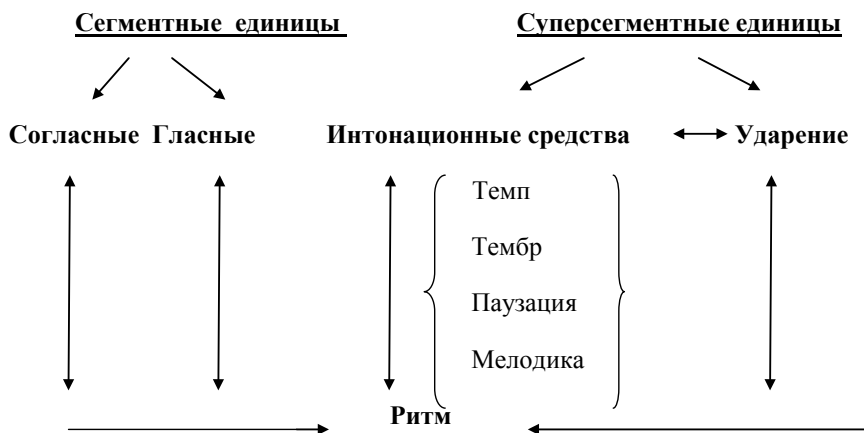 Сегментные единицы Суперсегментные единицы
Согласные Гласные Интонационные средства Ударение
Темп
Тембр
Паузация
Мелодика
Ритм